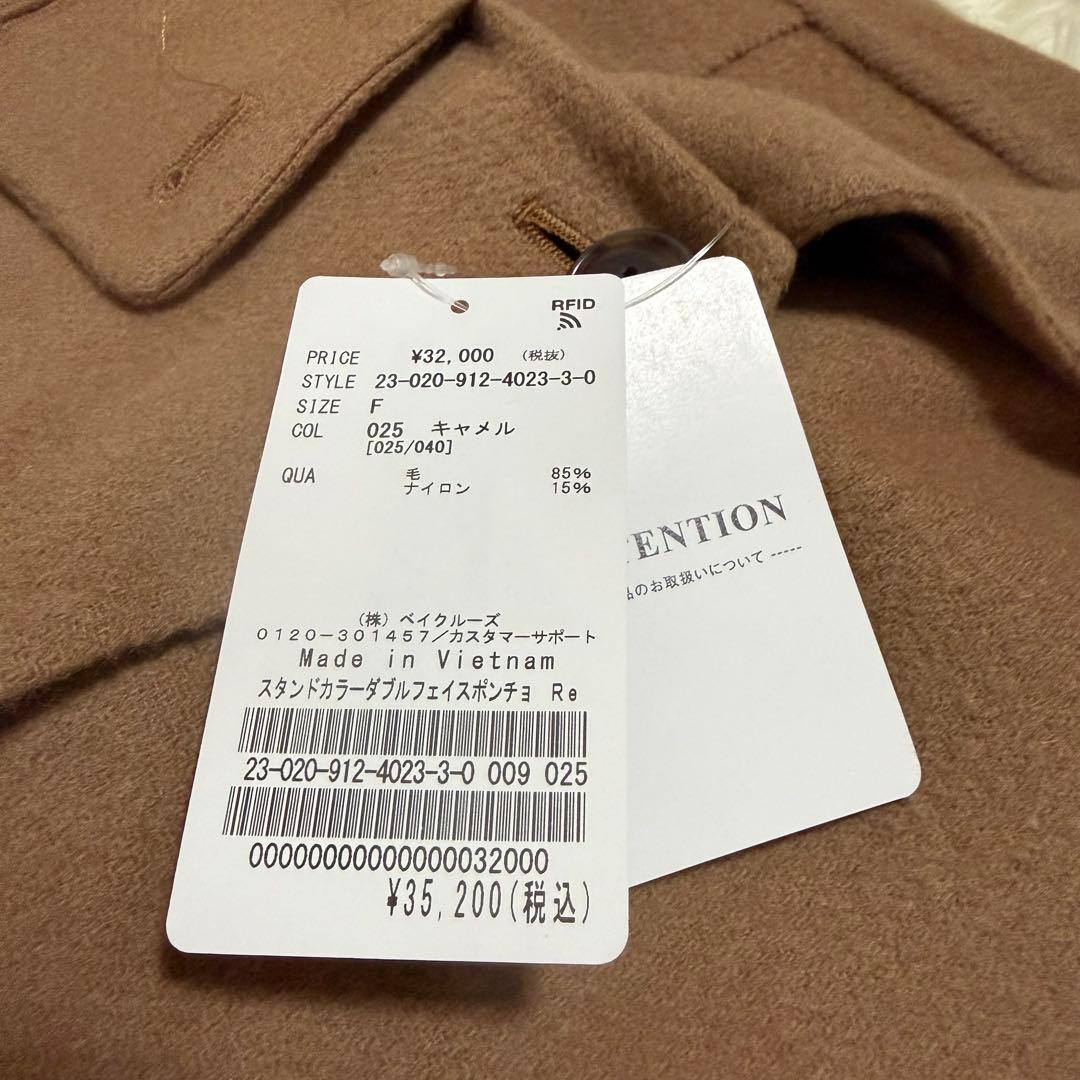 RFID
PRICE ¥32,000 (税抜)
STYLE 23-020-912-4023-3-0
SIZE F
COL 025 キャメル
[025/040]
QUA 毛 85%
ナイロン 15%
(株) ベイクルーズ
0120-301457/カスタマーサポート
Made in Vietnam
スタンドカラーダブルフェイスポンチョ Re
23-020-912-4023-3-0 009 025
00000000000000032000
¥35,200(税込)
TENTION
品のお取扱いについて -----